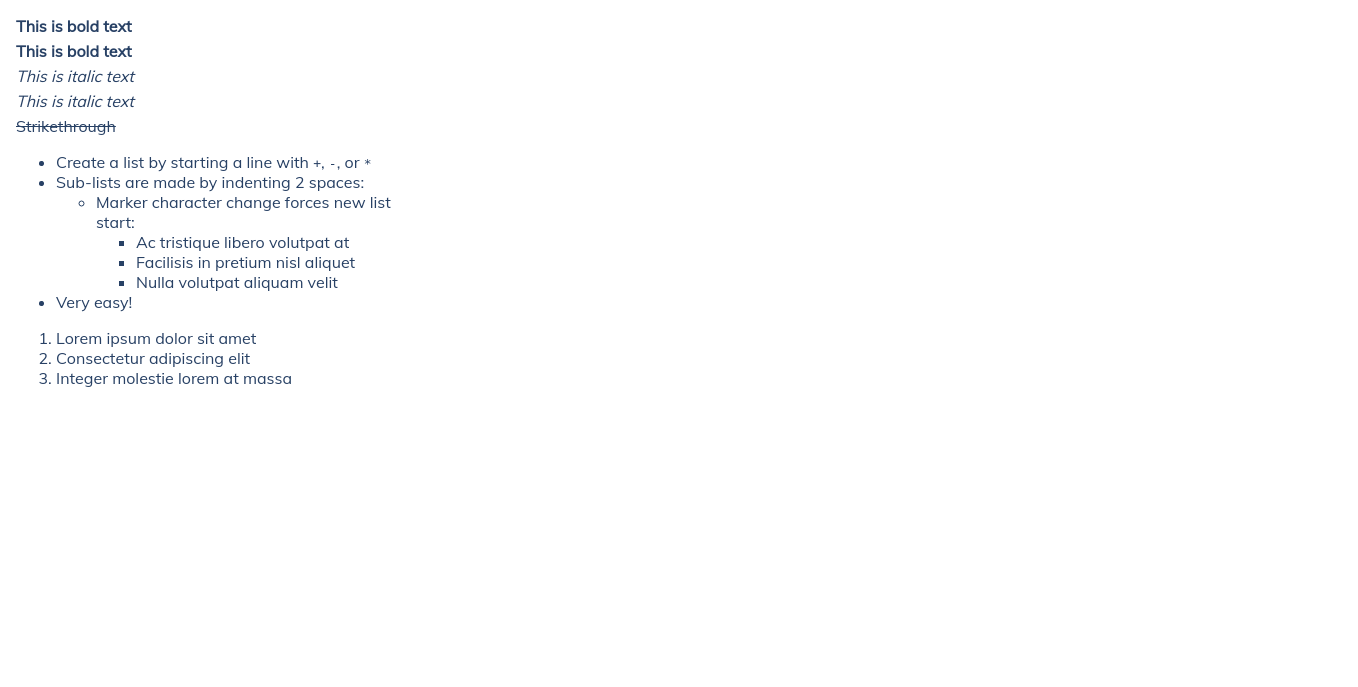 This is bold text
This is bold text
This is italic text
This is italic text
Strikethrough
Create a list by starting a line with +, -, or *
Sub-lists are made by indenting 2 spaces:
Marker character change forces new list
start:
Ac tristique libero volutpat at
Facilisis in pretium nisl aliquet
Nulla volutpat aliquam velit
Very easy!
1. Lorem ipsum dolor sit amet
2. Consectetur adipiscing elit
3. Integer molestie lorem at massa